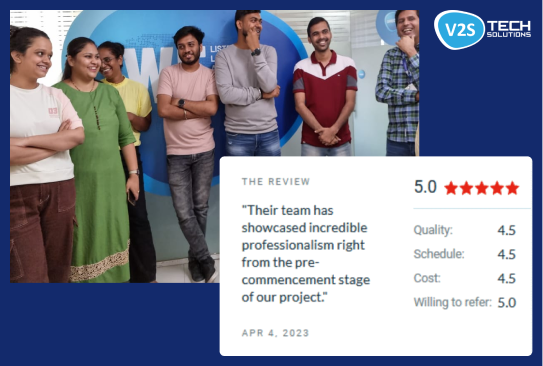 V2S TECH
SOLUTIONS
WE
THE REVIEW
"Their team has
showcased incredible
professionalism right
from the pre-
commencement stage
of our project."
APR 4, 2023
5.0
Quality: 4.5
Schedule: 4.5
Cost: 4.5
Willing to refer: 5.0